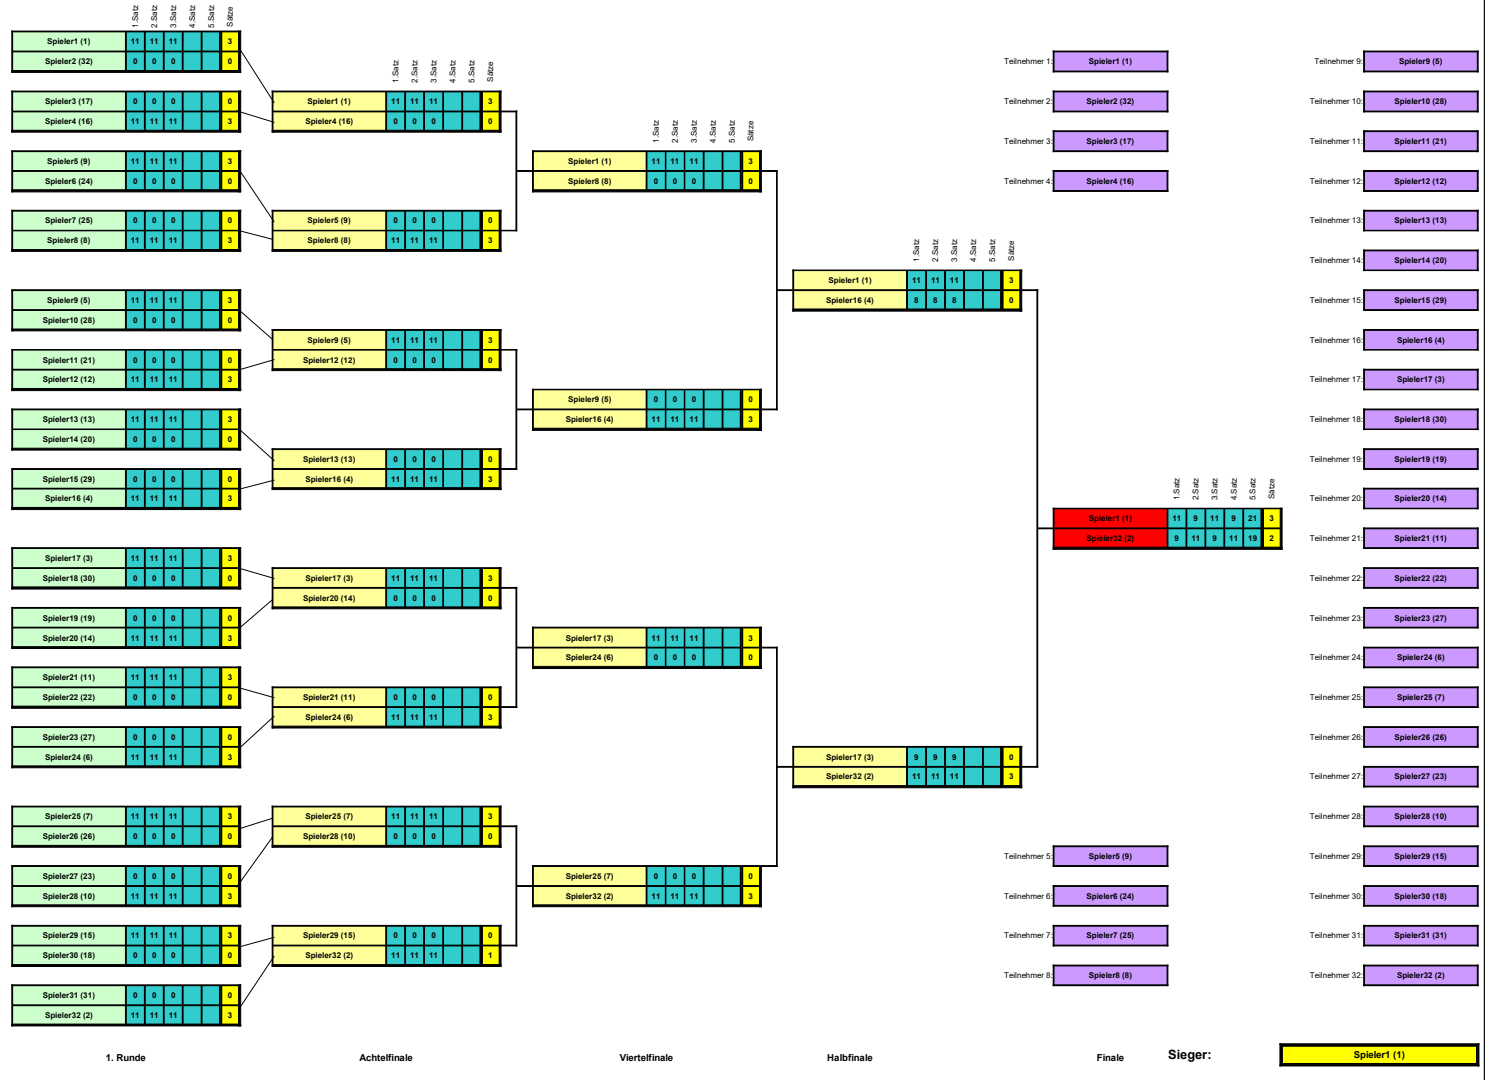 1.Satz 2.Satz 3.Satz 4.Satz 5.Satz Sätze
Spieler1 (1) 11 11 11 3
Spieler2 (32) 0 0 0 0
Spieler3 (17) 0 0 0 0
Spieler4 (16) 11 11 11 3
Spieler5 (9) 11 11 11 3
Spieler6 (24) 0 0 0 0
Spieler7 (25) 0 0 0 0
Spieler8 (8) 11 11 11 3
Spieler9 (5) 11 11 11 3
Spieler10 (28) 0 0 0 0
Spieler11 (21) 0 0 0 0
Spieler12 (12) 11 11 11 3
Spieler13 (13) 11 11 11 3
Spieler14 (20) 0 0 0 0
Spieler15 (29) 0 0 0 0
Spieler16 (4) 11 11 11 3
Spieler17 (3) 11 11 11 3
Spieler18 (30) 0 0 0 0
Spieler19 (19) 0 0 0 0
Spieler20 (14) 11 11 11 3
Spieler21 (11) 11 11 11 3
Spieler22 (22) 0 0 0 0
Spieler23 (27) 0 0 0 0
Spieler24 (6) 11 11 11 3
Spieler25 (7) 11 11 11 3
Spieler26 (26) 0 0 0 0
Spieler27 (23) 0 0 0 0
Spieler28 (10) 11 11 11 3
Spieler29 (15) 11 11 11 3
Spieler30 (18) 0 0 0 0
Spieler31 (31) 0 0 0 0
Spieler32 (2) 11 11 11 3
1. Runde
1.Satz 2.Satz 3.Satz 4.Satz 5.Satz Sätze
Spieler1 (1) 11 11 11 3
Spieler4 (16) 0 0 0 0
Spieler5 (9) 0 0 0 0
Spieler8 (8) 11 11 11 3
Spieler9 (5) 11 11 11 3
Spieler12 (12) 0 0 0 0
Spieler13 (13) 0 0 0 0
Spieler16 (4) 11 11 11 3
Spieler17 (3) 11 11 11 3
Spieler20 (14) 0 0 0 0
Spieler21 (11) 0 0 0 0
Spieler24 (6) 11 11 11 3
Spieler25 (7) 11 11 11 3
Spieler28 (10) 0 0 0 0
Spieler29 (15) 0 0 0 0
Spieler32 (2) 11 11 11 1
Achtelfinale
1.Satz 2.Satz 3.Satz 4.Satz 5.Satz Sätze
Spieler1 (1) 11 11 11 3
Spieler8 (8) 0 0 0 0
Spieler9 (5) 0 0 0 0
Spieler16 (4) 11 11 11 3
Spieler17 (3) 11 11 11 3
Spieler24 (6) 0 0 0 0
Spieler25 (7) 0 0 0 0
Spieler32 (2) 11 11 11 3
Viertelfinale
1.Satz 2.Satz 3.Satz 4.Satz 5.Satz Sätze
Spieler1 (1) 11 11 11 3
Spieler16 (4) 8 8 8 0
Spieler17 (3) 9 9 9 0
Spieler32 (2) 11 11 11 3
Halbfinale
Teilnehmer 1: Spieler1 (1)
Teilnehmer 2: Spieler2 (32)
Teilnehmer 3: Spieler3 (17)
Teilnehmer 4: Spieler4 (16)
1.Satz 2.Satz 3.Satz 4.Satz 5.Satz Sätze
Spieler1 (1) 11 9 11 9 21 3
Spieler32 (2) 9 11 9 11 19 2
Teilnehmer 5: Spieler5 (9)
Teilnehmer 6: Spieler6 (24)
Teilnehmer 7: Spieler7 (25)
Teilnehmer 8: Spieler8 (8)
Finale
Teilnehmer 9: Spieler9 (5)
Teilnehmer 10: Spieler10 (28)
Teilnehmer 11: Spieler11 (21)
Teilnehmer 12: Spieler12 (12)
Teilnehmer 13: Spieler13 (13)
Teilnehmer 14: Spieler14 (20)
Teilnehmer 15: Spieler15 (29)
Teilnehmer 16: Spieler16 (4)
Teilnehmer 17: Spieler17 (3)
Teilnehmer 18: Spieler18 (30)
Teilnehmer 19: Spieler19 (19)
Teilnehmer 20: Spieler20 (14)
Teilnehmer 21: Spieler21 (11)
Teilnehmer 22: Spieler22 (22)
Teilnehmer 23: Spieler23 (27)
Teilnehmer 24: Spieler24 (6)
Teilnehmer 25: Spieler25 (7)
Teilnehmer 26: Spieler26 (26)
Teilnehmer 27: Spieler27 (23)
Teilnehmer 28: Spieler28 (10)
Teilnehmer 29: Spieler29 (15)
Teilnehmer 30: Spieler30 (18)
Teilnehmer 31: Spieler31 (31)
Teilnehmer 32: Spieler32 (2)
Sieger: Spieler1 (1)